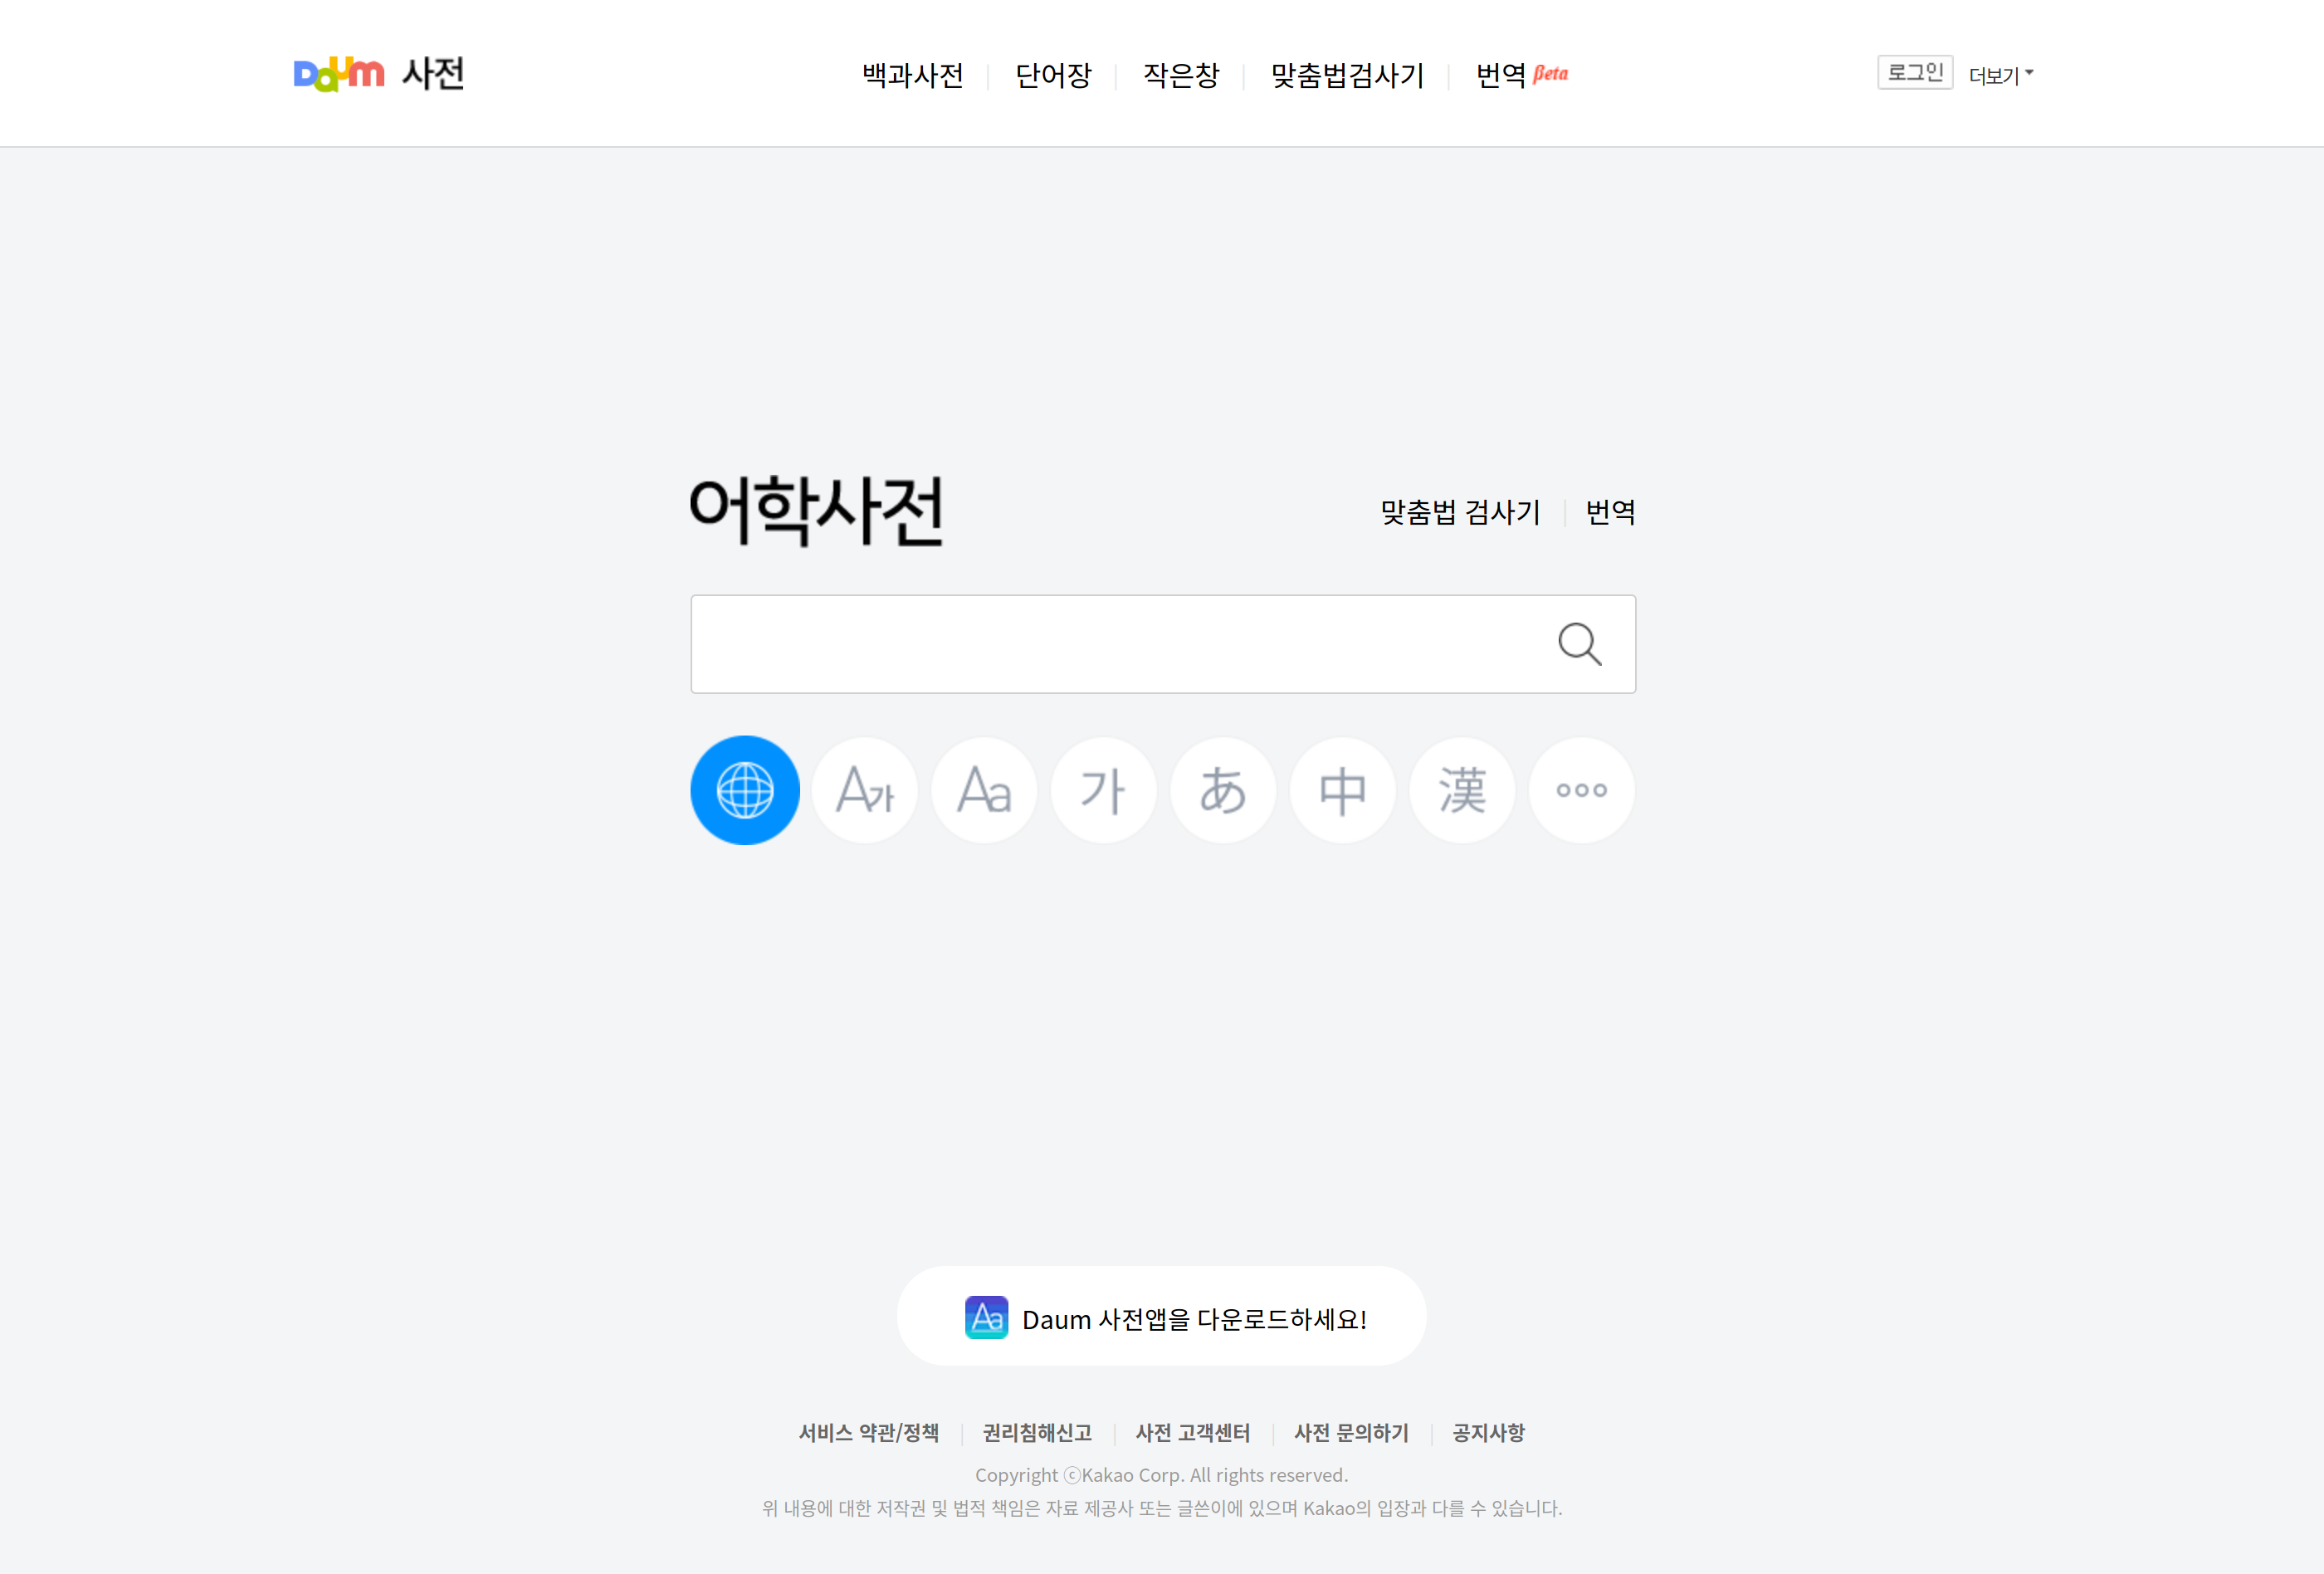 Daum 사전 백과사전 단어장 작은창 맞춤법검사기 번역 βeta 로그인 더보기
어학사전 맞춤법 검사기 번역
A가 Aa 가 あ 中 漢
Aa Daum 사전앱을 다운로드하세요!
서비스 약관/정책 권리침해신고 사전 고객센터 사전 문의하기 공지사항
Copyright ⓒKakao Corp. All rights reserved.
위 내용에 대한 저작권 및 법적 책임은 자료 제공사 또는 글쓴이에 있으며 Kakao의 입장과 다를 수 있습니다.